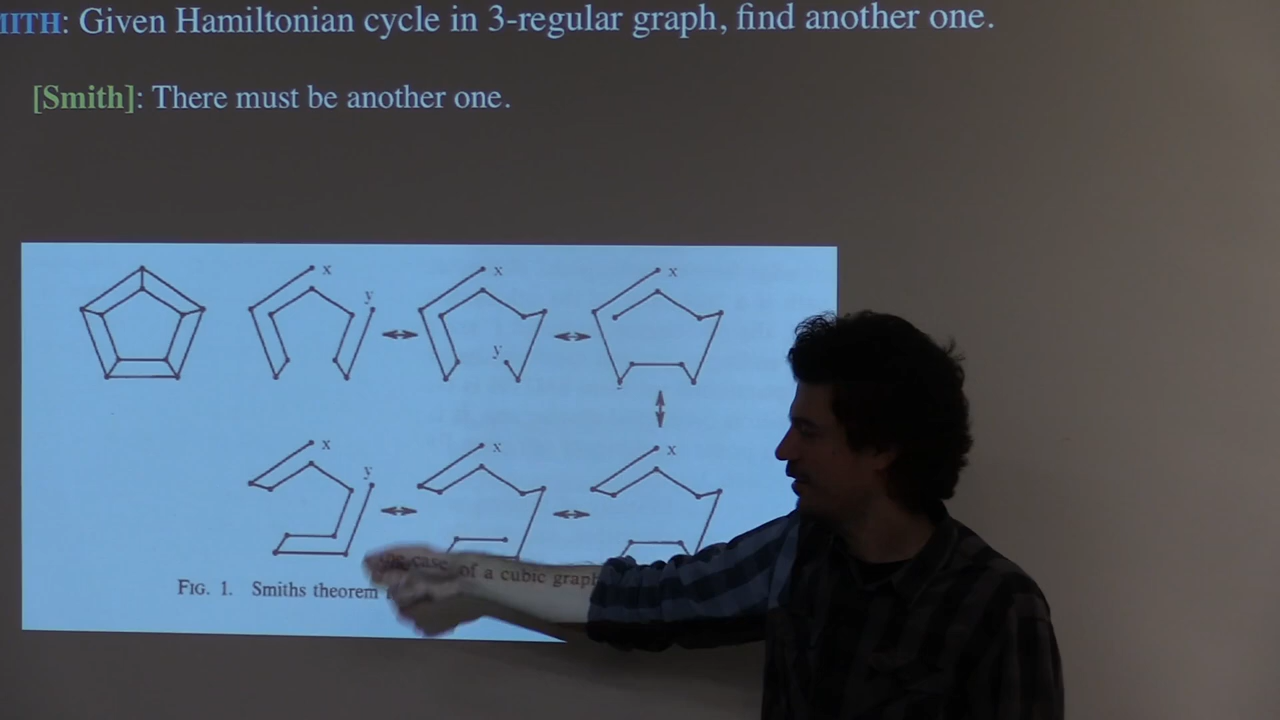 MITH: Given Hamiltonian cycle in 3-regular graph, find another one.
[Smith]: There must be another one.
x x x
y
y
x x x
y
FIG. 1. Smiths theorem case of a cubic graph